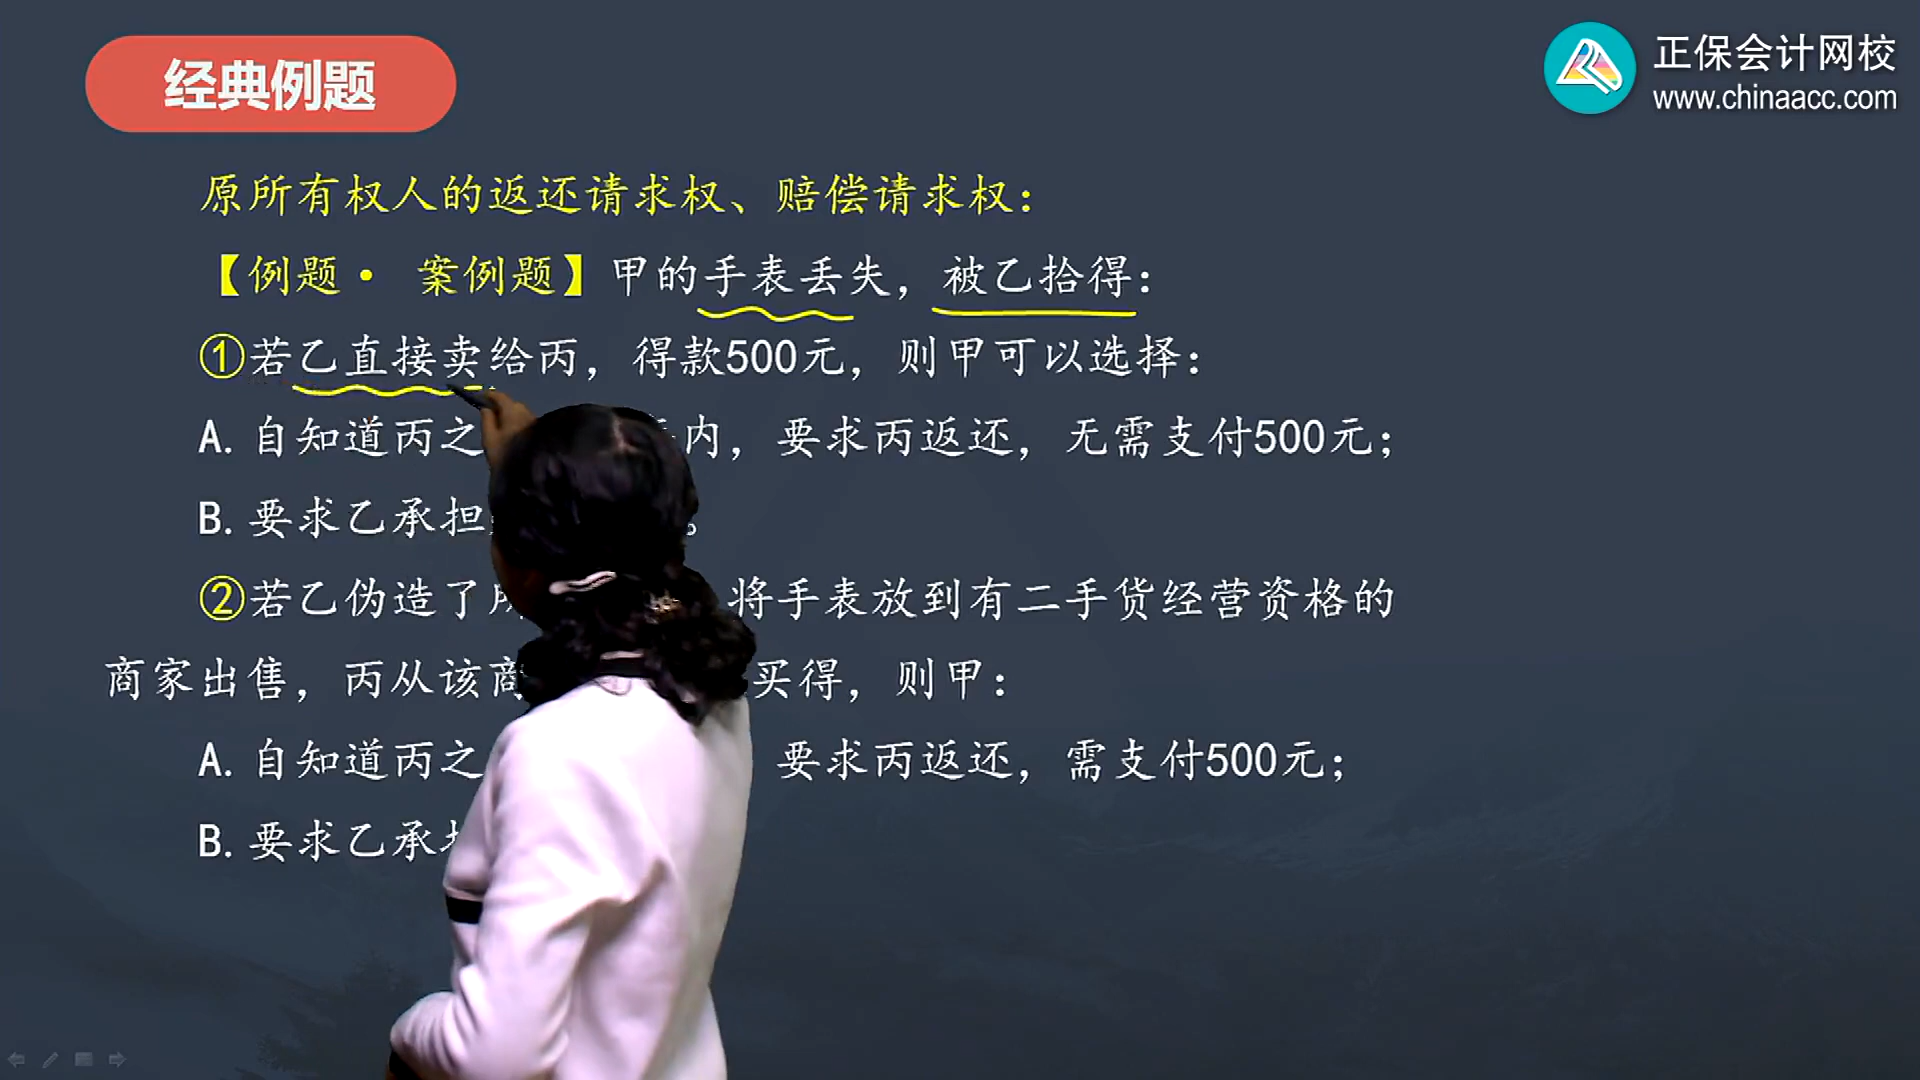 经典例题
正保会计网校
www.chinaacc.com
原所有权人的返还请求权、赔偿请求权：
【例题· 案例题】甲的手表丢失，被乙拾得：
①若乙直接卖给丙，得款500元，则甲可以选择：
A. 自知道丙之 内，要求丙返还，无需支付500元；
B. 要求乙承担 。
②若乙伪造了 将手表放到有二手货经营资格的
商家出售，丙从该商 买得，则甲：
A. 自知道丙之 要求丙返还，需支付500元；
B. 要求乙承